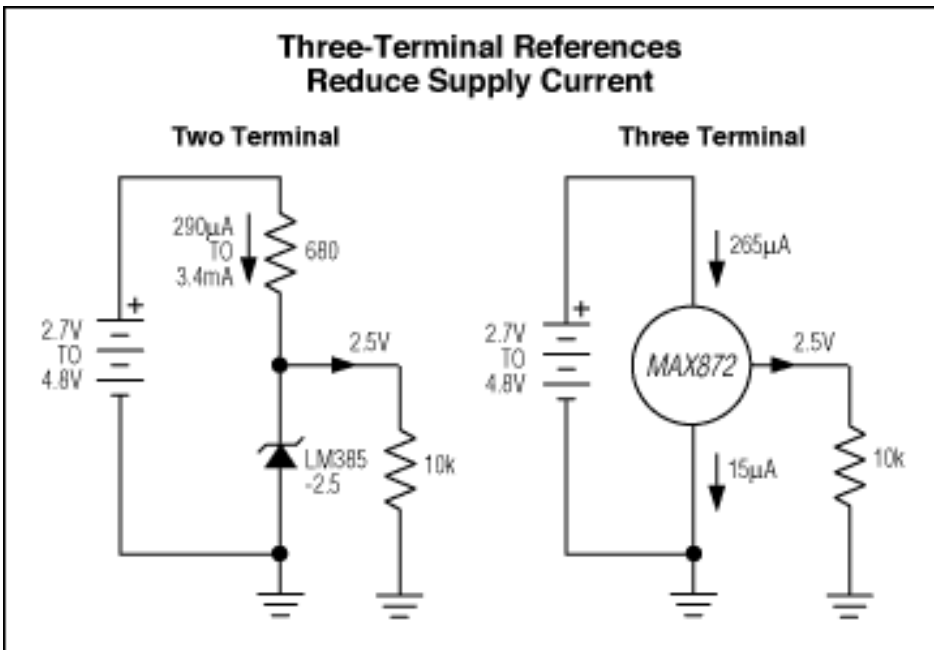 Three-Terminal References
Reduce Supply Current
Two Terminal
290µA
TO
3.4mA
680
+
2.7V
TO
4.8V
2.5V
LM385
-2.5
10k
Three Terminal
265µA
+
2.7V
TO
4.8V
MAX872
2.5V
15µA
10k